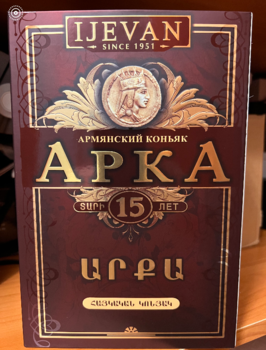 IJEVAN
SINCE 1951
АРМЯНСКИЙ КОНЬЯК
АРКА
ՏԱՐԻ 15 ЛЕТ
ԱՐՔԱ
ՀԱՅԿԱԿԱՆ ԿՈՆՅԱԿ